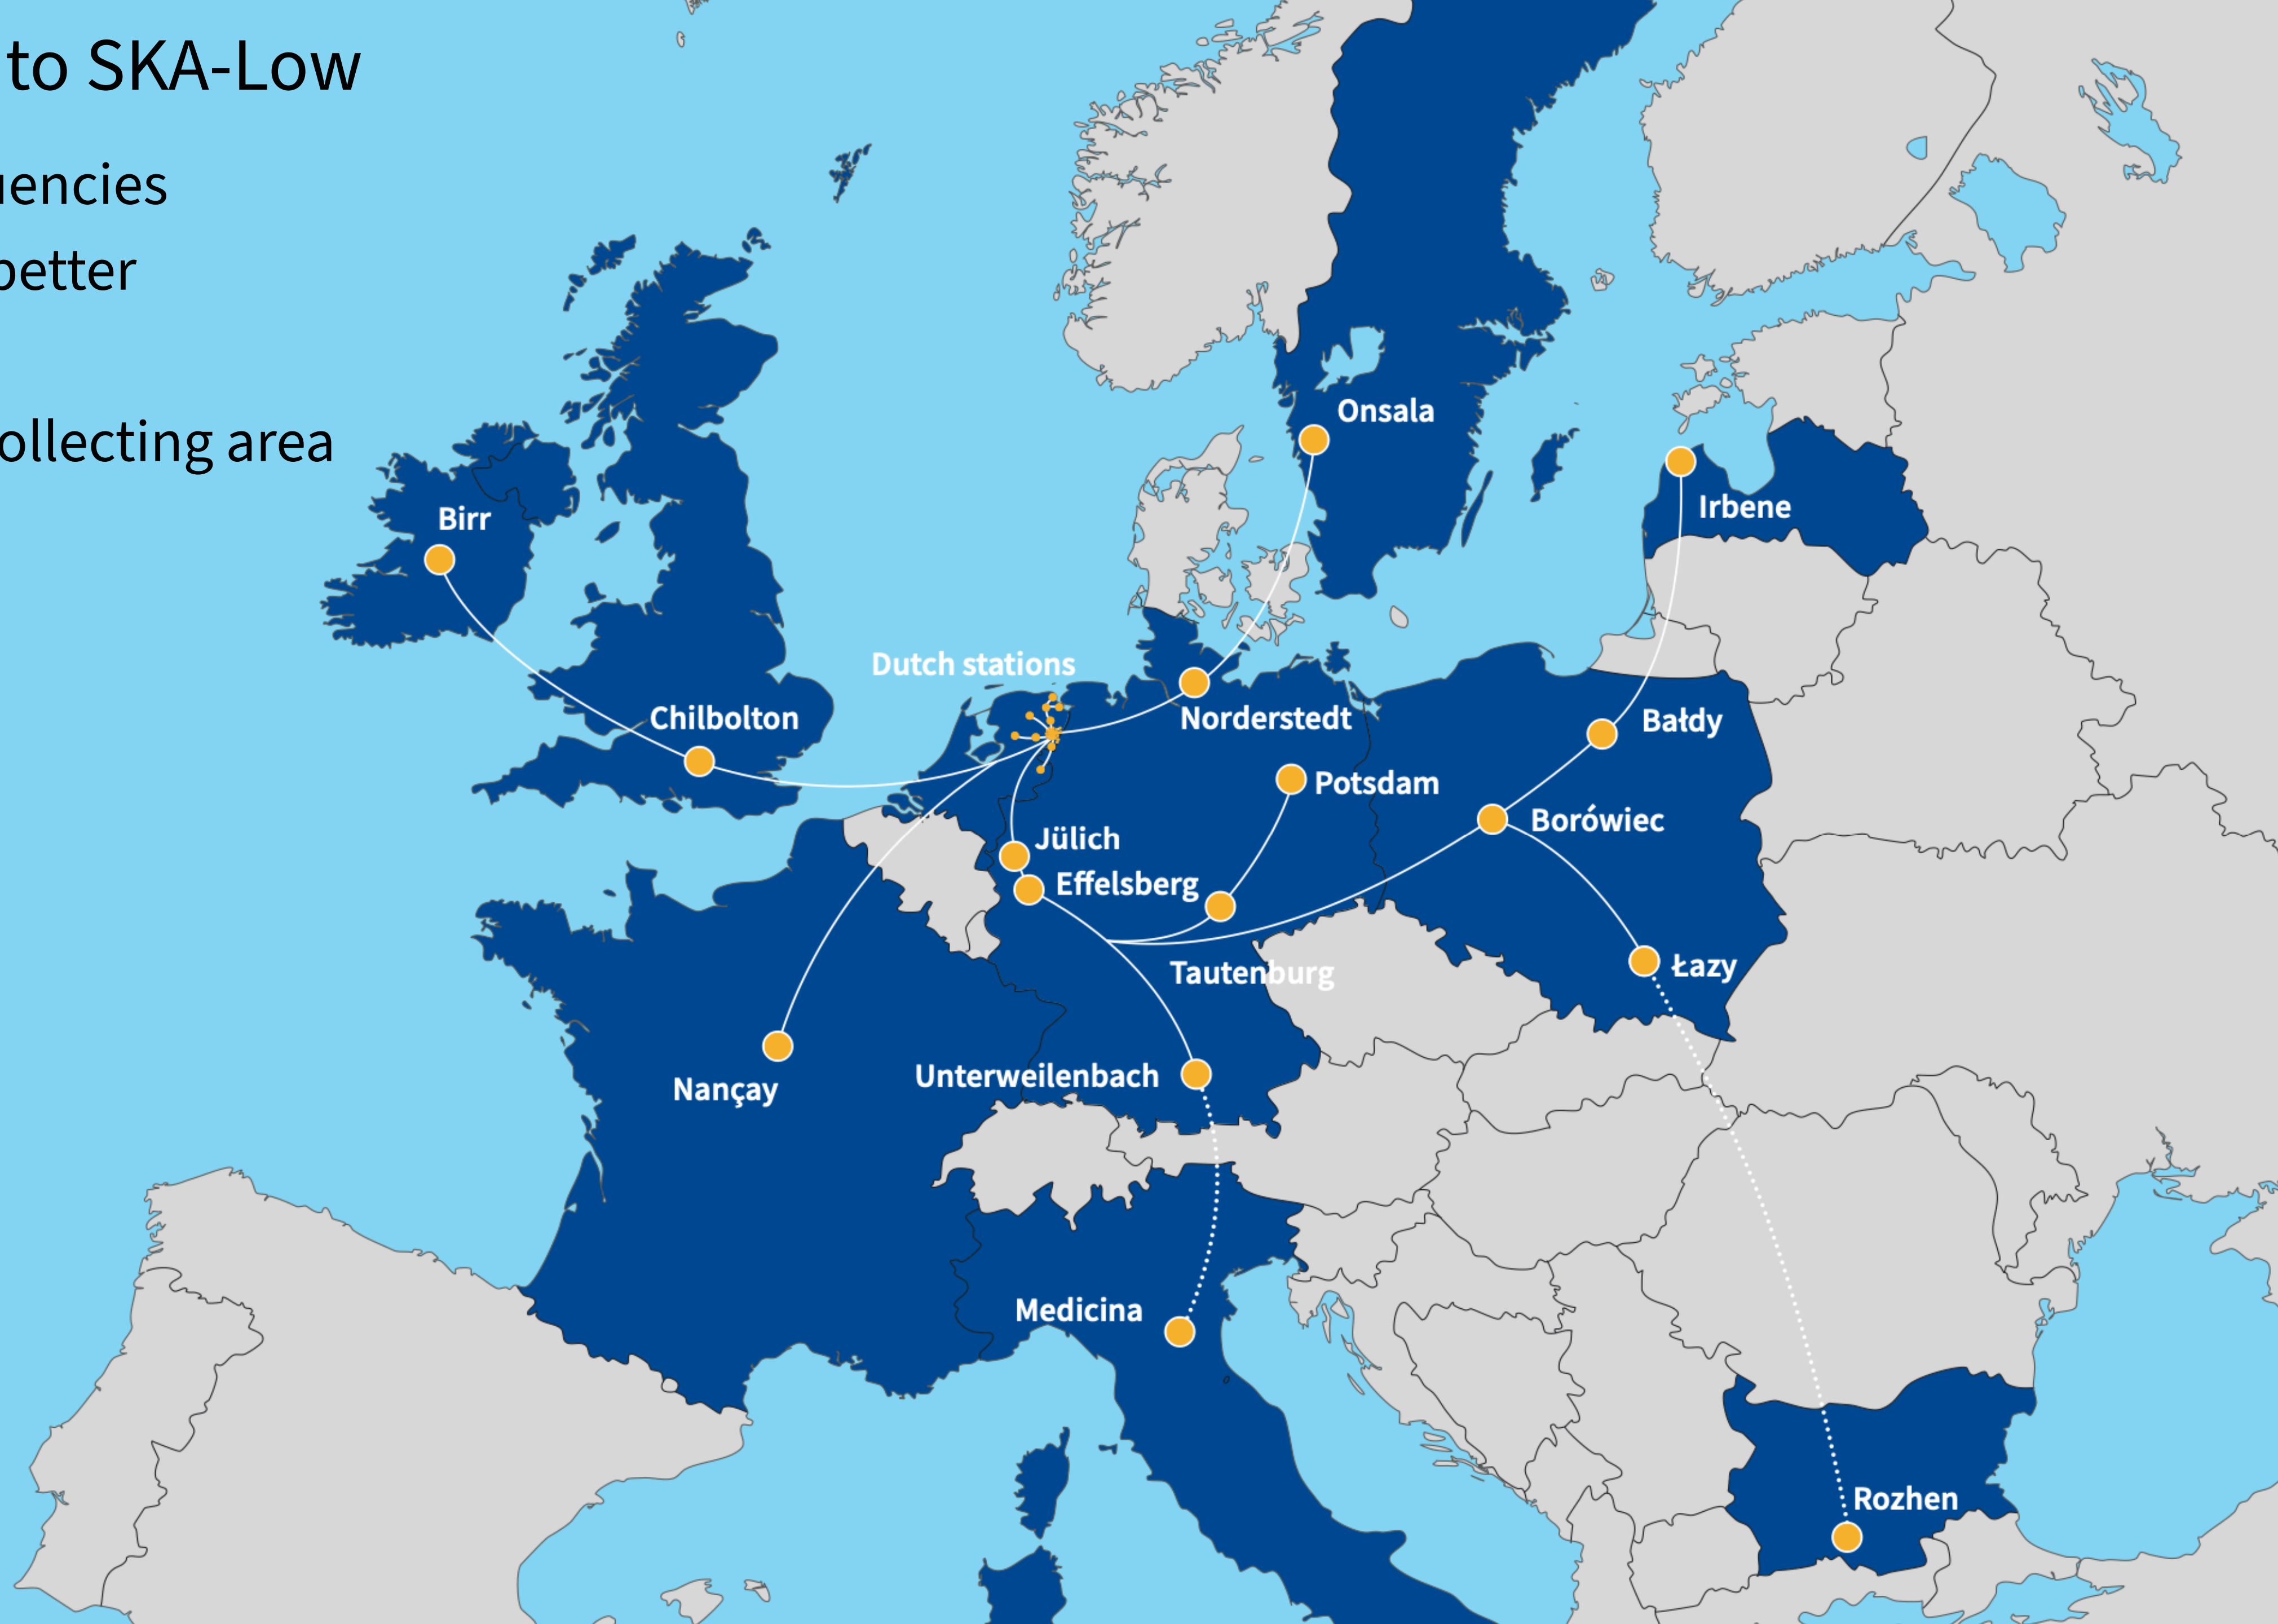 to SKA-Low
uencies
better
ollecting area
Onsala
Irbene
Birr
Dutch stations
Chilbolton
Norderstedt
Bałdy
Potsdam
Borówiec
Jülich
Effelsberg
Łazy
Tautenburg
Unterweilenbach
Nançay
Medicina
Rozhen